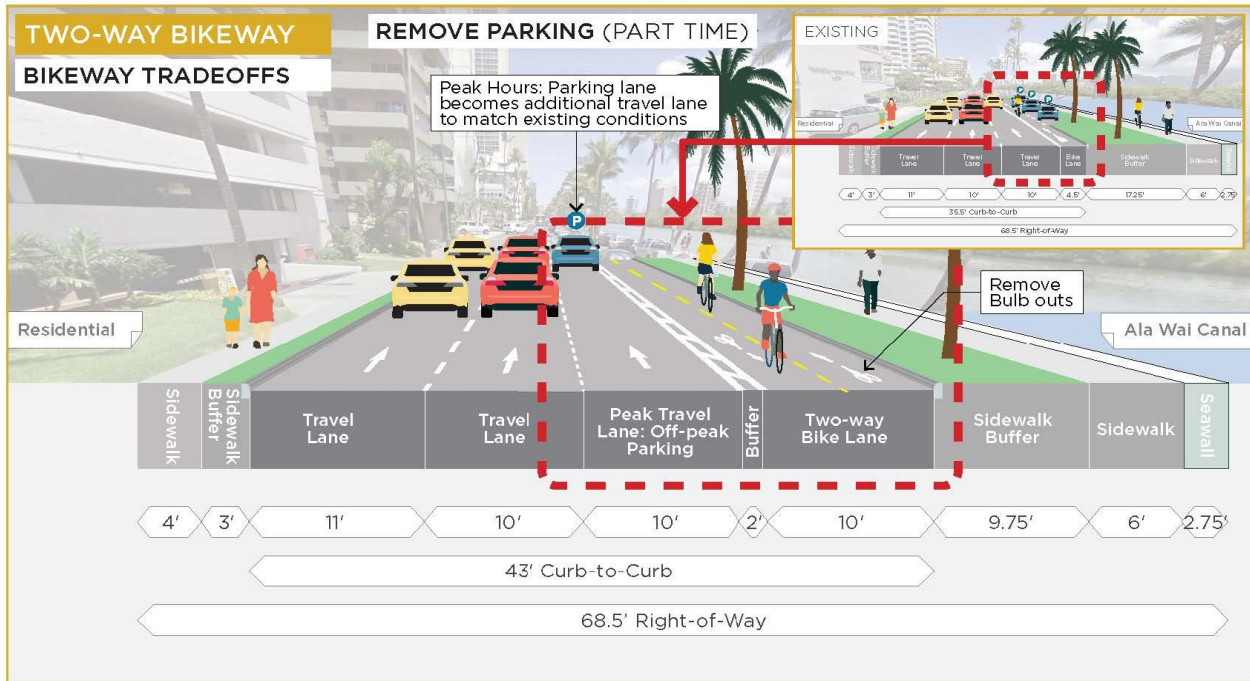 TWO-WAY BIKEWAY
BIKEWAY TRADEOFFS
REMOVE PARKING (PART TIME)
Peak Hours: Parking lane
becomes additional travel lane
to match existing conditions
P
EXISTING
P P P
Residential
Ala Wai Canal
Sidewalk
Sidewalk
Buffer
Travel
Lane
Travel
Lane
Travel
Lane
Bike
Lane
Sidewalk
Buffer
Sidewalk
Seawall
4' 3' 11' 10' 10' 4.5' 17.25' 6' 2.75'
35.5' Curb-to-Curb
68.5' Right-of-Way
Remove
Bulb outs
Residential
Ala Wai Canal
Sidewalk
Sidewalk
Buffer
Travel
Lane
Travel
Lane
Peak Travel
Lane: Off-peak
Parking
Buffer
Two-way
Bike Lane
Sidewalk
Buffer
Sidewalk
Seawall
4' 3' 11' 10' 10' 2' 10' 9.75' 6' 2.75'
43' Curb-to-Curb
68.5' Right-of-Way